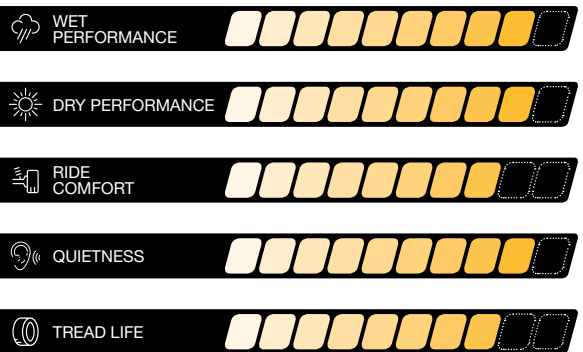 WET
PERFORMANCE
DRY PERFORMANCE
RIDE
COMFORT
QUIETNESS
TREAD LIFE